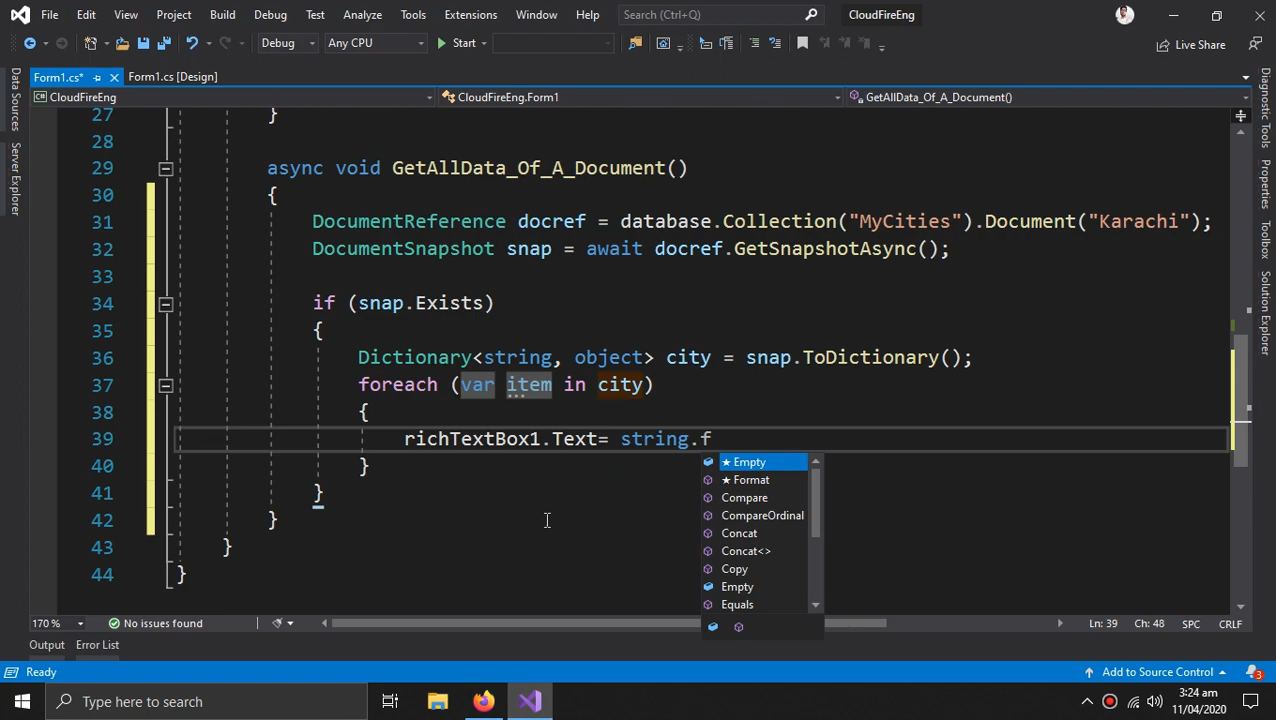 File Edit View Project Build Debug Test Analyze Tools Extensions Window Help Search (Ctrl+Q) CloudFireEng
Debug Any CPU Start Live Share
Form1.cs* Form1.cs [Design]
CloudFireEng CloudFireEng.Form1 GetAllData_Of_A_Document()
Data Sources
Server Explorer
Diagnostic Tools
Properties
Toolbox
Solution Explorer
27 }
28
29 async void GetAllData_Of_A_Document()
30 {
31 DocumentReference docref = database.Collection("MyCities").Document("Karachi");
32 DocumentSnapshot snap = await docref.GetSnapshotAsync();
33
34 if (snap.Exists)
35 {
36 Dictionary<string, object> city = snap.ToDictionary();
37 foreach (var item in city)
38 {
39 richTextBox1.Text= string.f
40 }
41 }
42 }
43 }
44 }
★ Empty
★ Format
Compare
CompareOrdinal
Concat
Concat<>
Copy
Empty
Equals
170 % No issues found Ln: 39 Ch: 48 SPC CRLF
Output Error List
Ready Add to Source Control 3
Type here to search 3:24 am
11/04/2020